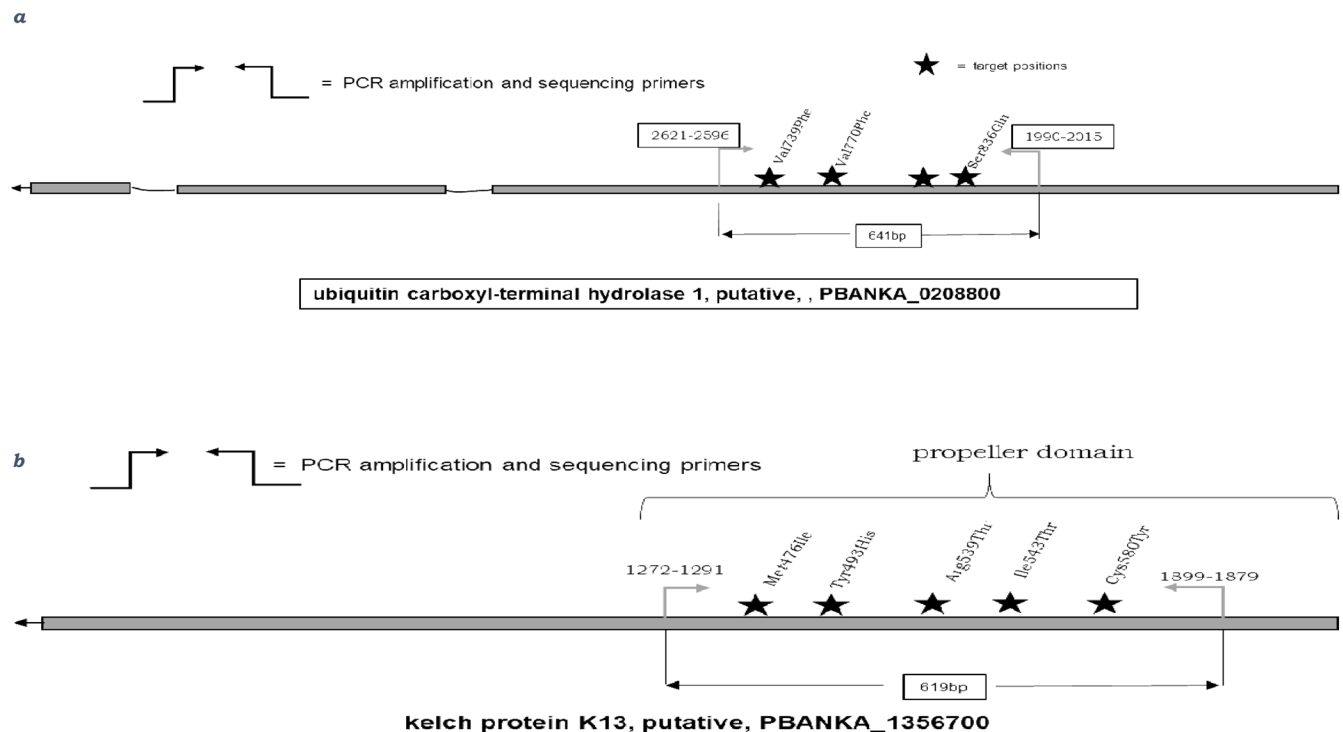 a
= PCR amplification and sequencing primers
= target positions
2621-2596
Val739Phe
Val770Phe
Ser836Gln
1990-2015
641bp
ubiquitin carboxyl-terminal hydrolase 1, putative, , PBANKA_0208800
b
= PCR amplification and sequencing primers
propeller domain
1272-1291
Met476Ile
Tyr493His
Arg539Thr
Ile543Thr
Cys580Tyr
1899-1879
619bp
kelch protein K13, putative, PBANKA_1356700